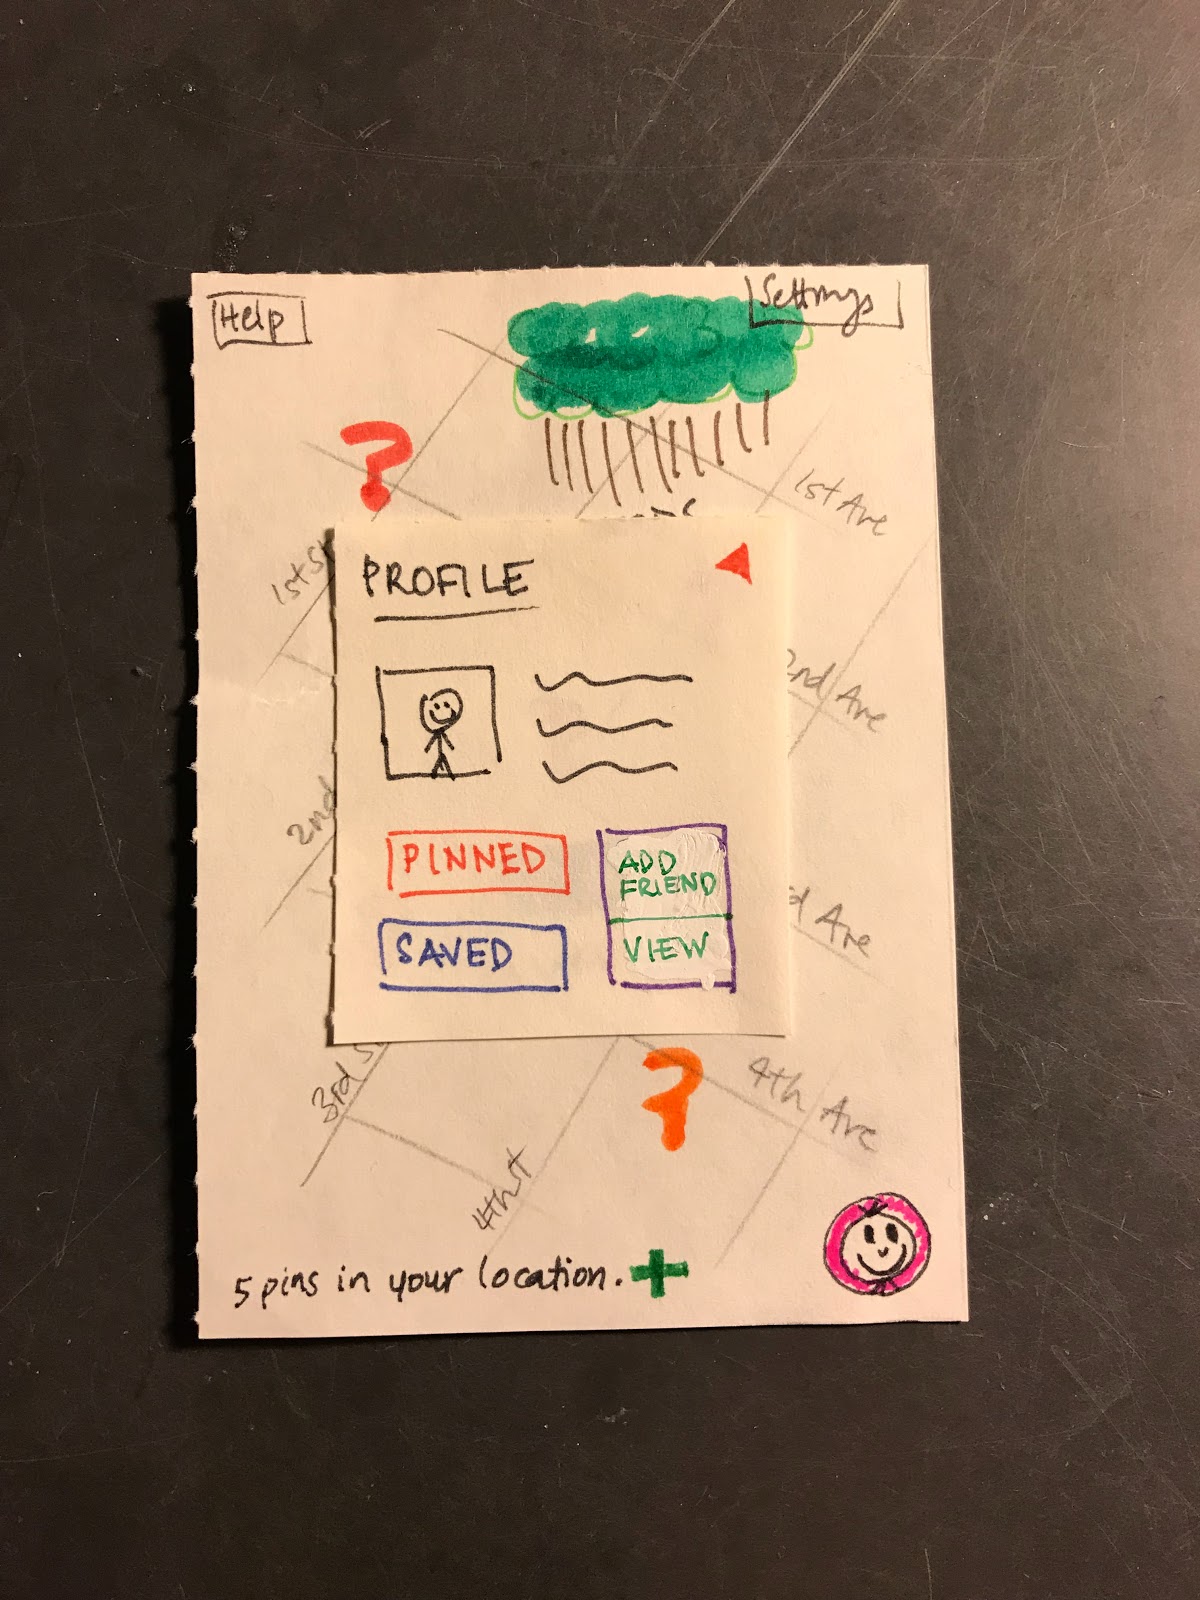 Help
Settings
?
1st Ave
1st St
PROFILE
2nd Ave
PINNED
ADD
FRIEND
2nd
SAVED
VIEW
d Ave
3rd S
?
4th Ave
4th
5 pins in your location. +